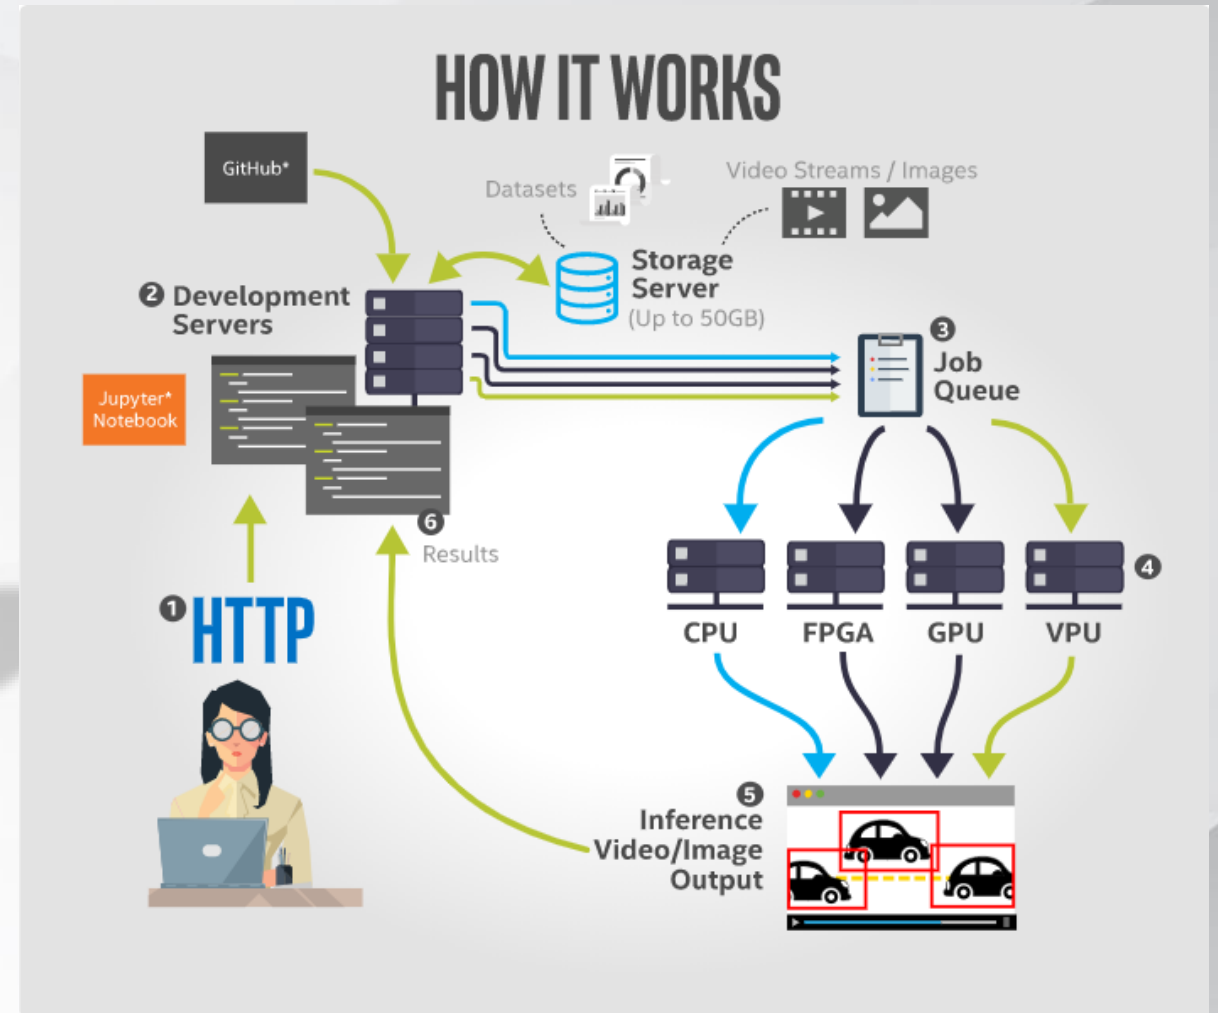 HOW IT WORKS
GitHub*
Datasets
Video Streams / Images
Storage
Server
(Up to 50GB)
2 Development
Servers
3
Job
Queue
Jupyter*
Notebook
6
Results
1 HTTP
4
CPU
FPGA
GPU
VPU
5
Inference
Video/Image
Output